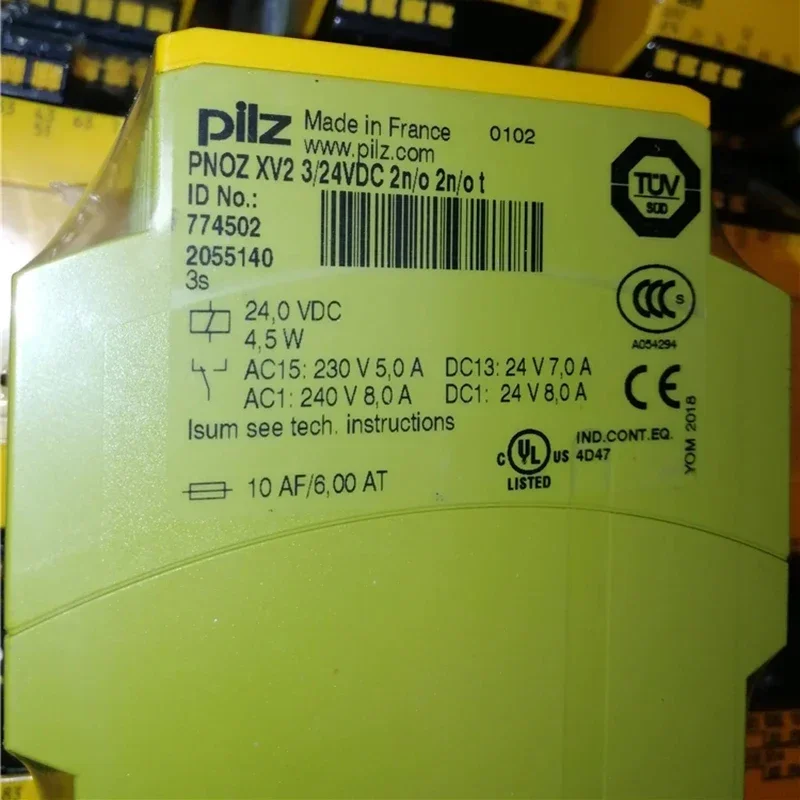 pilz Made in France 0102
www.pilz.com
PNOZ XV2 3/24VDC 2n/o 2n/o t
ID No.:
774502
2055140
3s
TÜV
SÜD
CCC S
A054294
24,0 VDC
4,5 W
AC15: 230 V 5,0 A DC13: 24 V 7,0 A
AC1: 240 V 8,0 A DC1: 24 V 8,0 A
CE
YOM 2018
Isum see tech. instructions
c UL US
LISTED
IND.CONT.EQ.
4D47
10 AF/6,00 AT